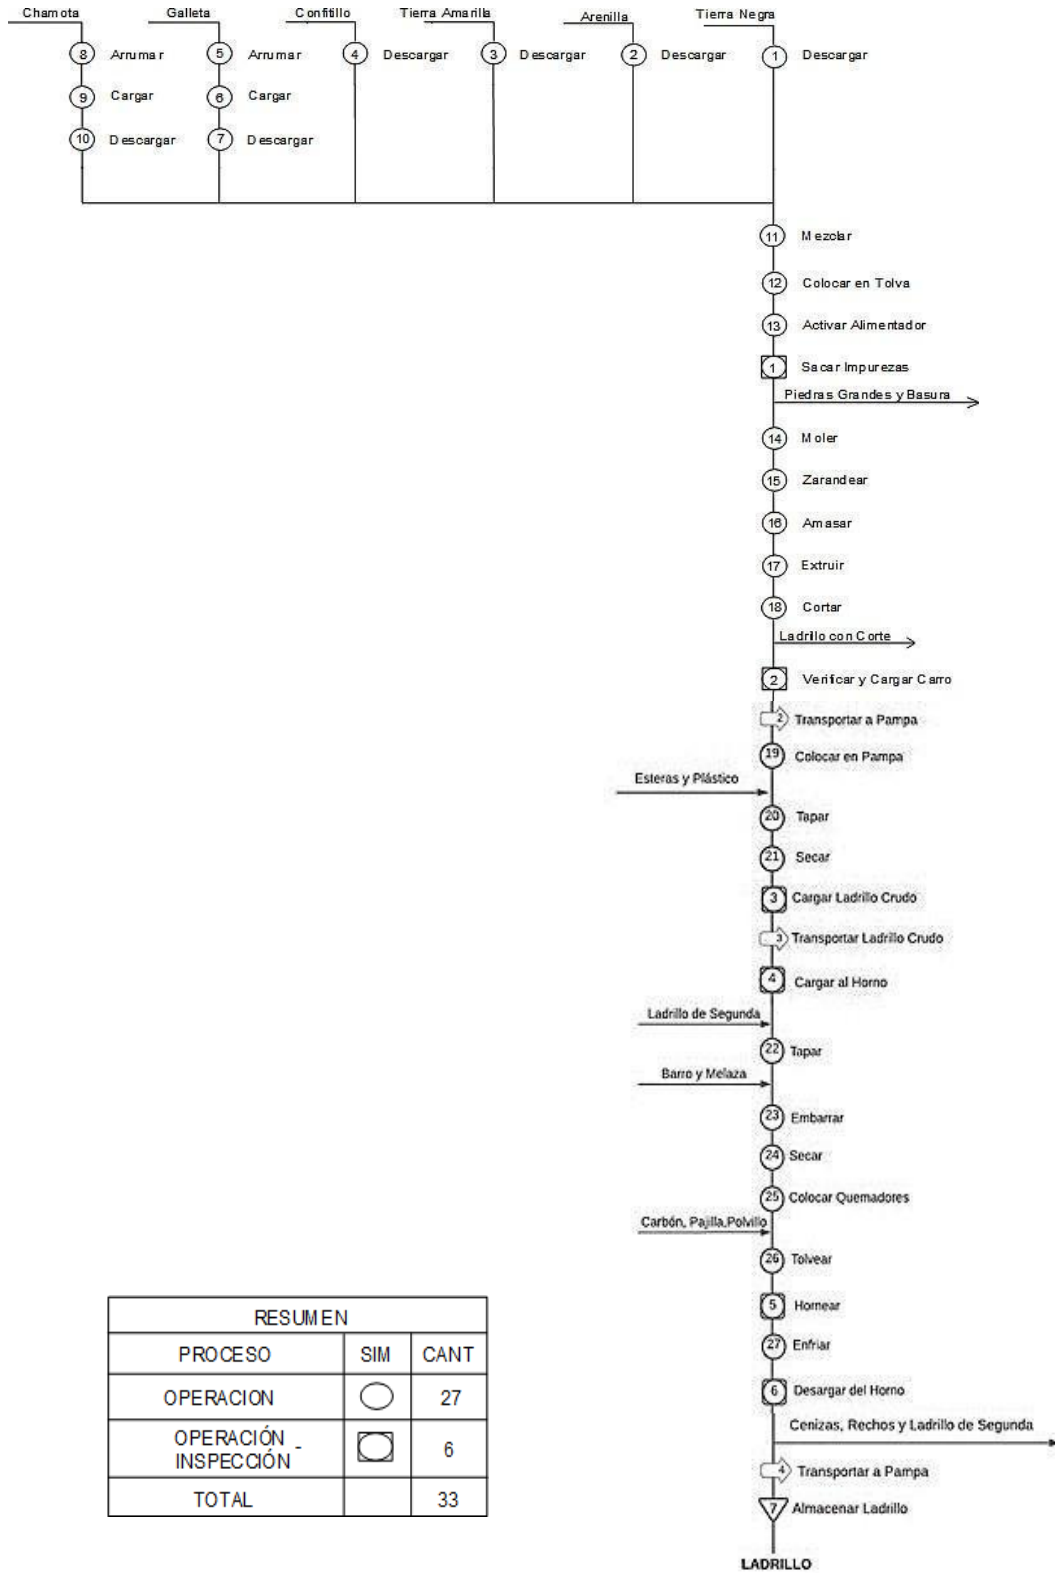 Chamota
Galleta
Confitillo
Tierra Amarilla
Arenilla
Tierra Negra
8 Arrumar
5 Arrumar
4 Descargar
3 Descargar
2 Descargar
1 Descargar
9 Cargar
6 Cargar
10 Descargar
7 Descargar
11 Mezclar
12 Colocar en Tolva
13 Activar Alimentador
1 Sacar Impurezas
Piedras Grandes y Basura
14 Moler
15 Zarandear
16 Amasar
17 Extruir
18 Cortar
Ladrillo con Corte
2 Verificar y Cargar Carro
2 Transportar a Pampa
19 Colocar en Pampa
Esteras y Plástico
20 Tapar
21 Secar
3 Cargar Ladrillo Crudo
3 Transportar Ladrillo Crudo
4 Cargar al Horno
Ladrillo de Segunda
22 Tapar
Barro y Melaza
23 Embarrar
24 Secar
25 Colocar Quemadores
Carbón, Pajilla,Polvillo
26 Tolvear
5 Hornear
27 Enfriar
6 Desargar del Horno
Cenizas, Rechos y Ladrillo de Segunda
4 Transportar a Pampa
7 Almacenar Ladrillo
LADRILLO
RESUMEN
PROCESO SIM CANT
OPERACION 27
OPERACIÓN -
INSPECCIÓN 6
TOTAL 33